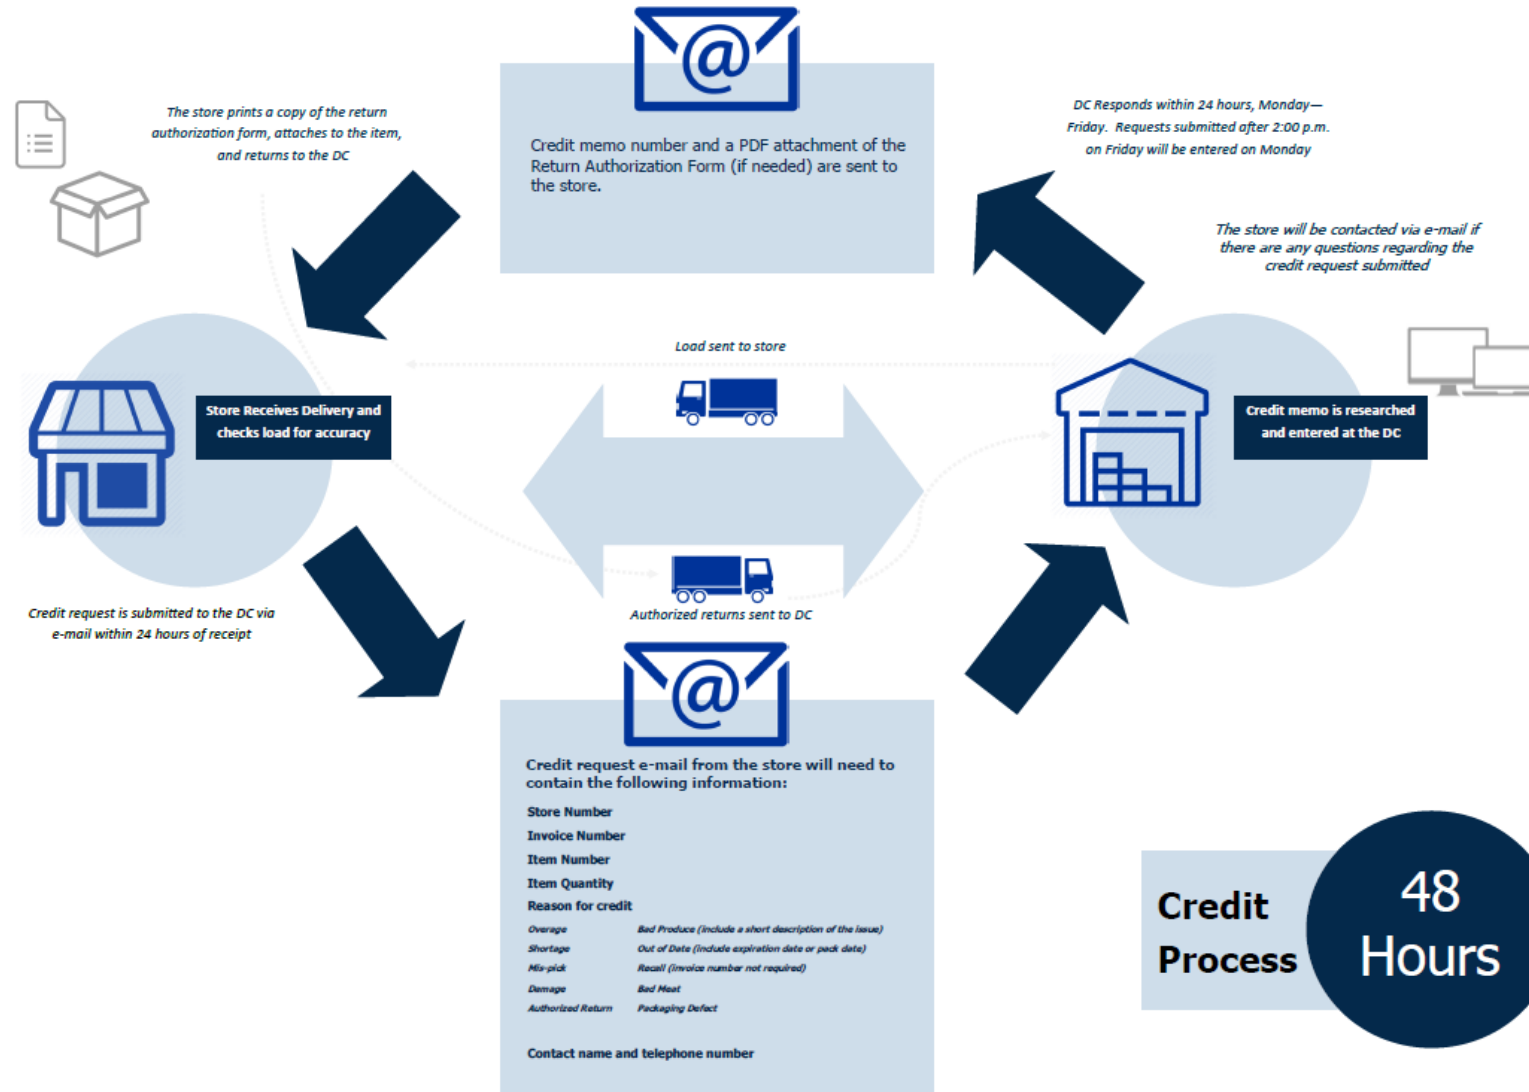 @
The store prints a copy of the return
authorization form, attaches to the item,
and returns to the DC
Credit memo number and a PDF attachment of the
Return Authorization Form (if needed) are sent to
the store.
DC Responds within 24 hours, Monday—
Friday. Requests submitted after 2:00 p.m.
on Friday will be entered on Monday
The store will be contacted via e-mail if
there are any questions regarding the
credit request submitted
Load sent to store
Store Receives Delivery and
checks load for accuracy
Credit memo is researched
and entered at the DC
Authorized returns sent to DC
Credit request is submitted to the DC via
e-mail within 24 hours of receipt
@
Credit request e-mail from the store will need to
contain the following information:
Store Number
Invoice Number
Item Number
Item Quantity
Reason for credit
Overage Bad Produce (include a short description of the issue)
Shortage Out of Date (include expiration date or pack date)
Mis-pick Recall (invoice number not required)
Damage Bad Meat
Authorized Return Packaging Defect
Contact name and telephone number
Credit
Process
48
Hours